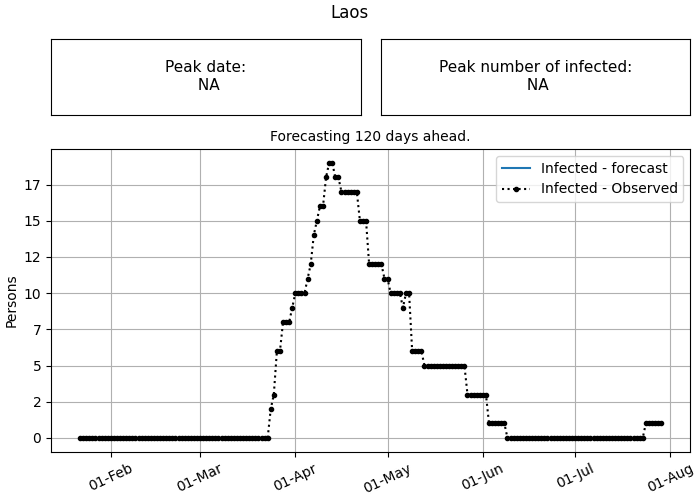 Laos
Peak date:
NA
Peak number of infected:
NA
Forecasting 120 days ahead.
Infected - forecast
Infected - Observed
Persons
17
15
12
10
7
5
2
0
01-Feb
01-Mar
01-Apr
01-May
01-Jun
01-Jul
01-Aug